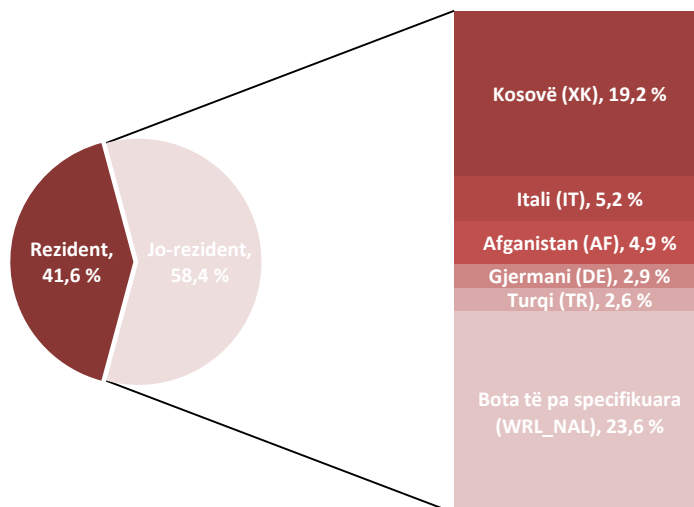 Rezident,
41,6 %
Jo-rezident,
58,4 %
Kosovë (XK), 19,2 %
Itali (IT), 5,2 %
Afganistan (AF), 4,9 %
Gjermani (DE), 2,9 %
Turqi (TR), 2,6 %
Bota të pa specifikuara
(WRL_NAL), 23,6 %